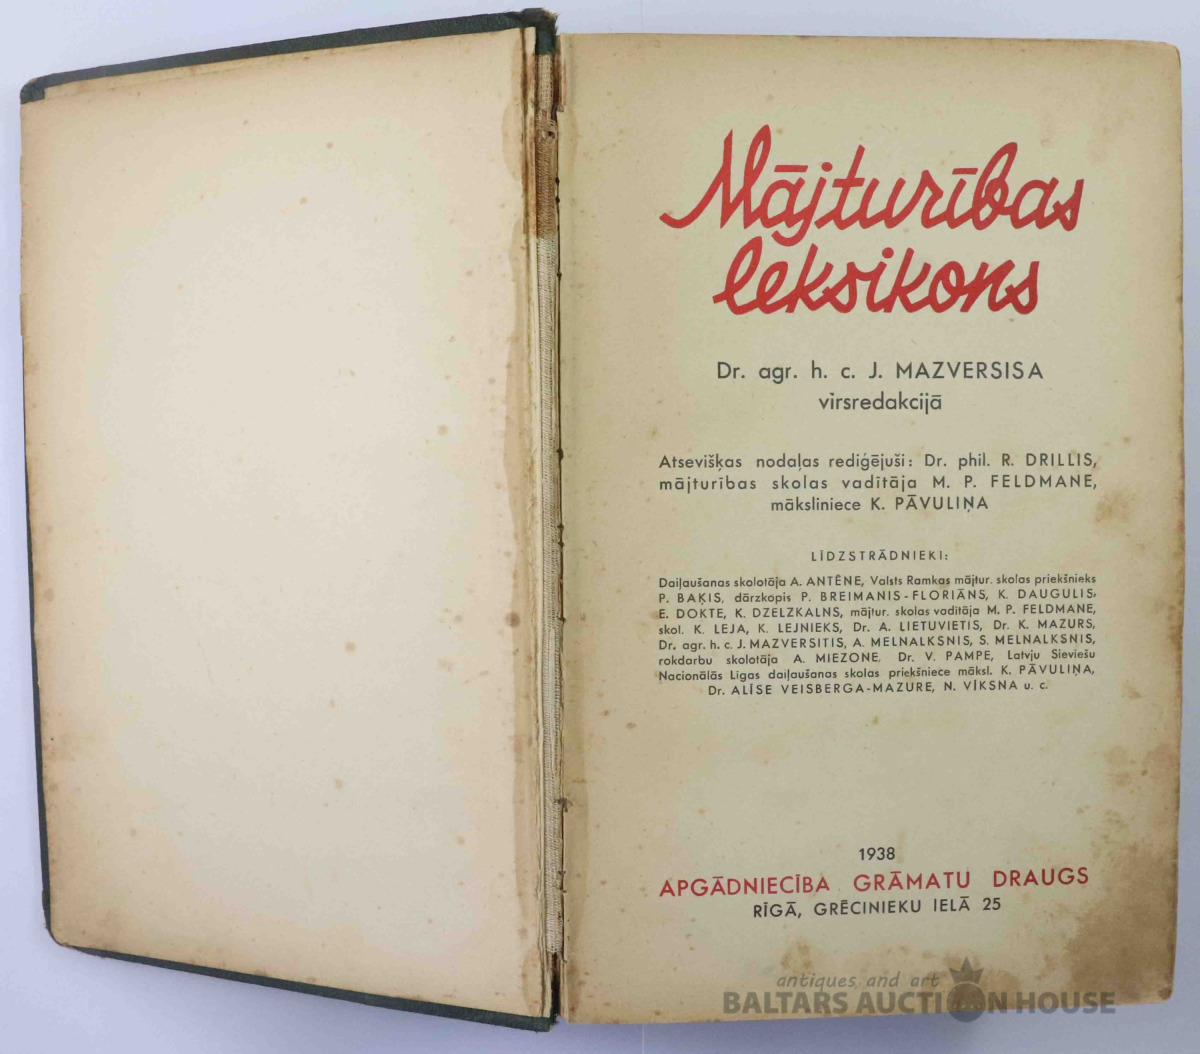 Mājturības
leksikons
Dr. agr. h. c. J. MAZVERSISA
virsredakcijā
Atsevišķas nodaļas rediģējuši: Dr. phil. R. DRILLIS,
mājturības skolas vadītāja M. P. FELDMANE,
māksliniece K. PĀVULIŅA
LĪDZSTRĀDNIEKI:
Daiļaušanas skolotāja A. ANTĒNE, Valsts Ramkas mājtur. skolas priekšnieks
P. BAĶIS, dārzkopis P. BREIMANIS-FLORIĀNS, K. DAUGULIS,
E. DOKTE, K. DZELZKALNS, mājtur. skolas vadītāja M. P. FELDMANE,
skol. K. LEJA, K. LEJNIEKS, Dr. A. LIETUVIETIS, Dr. K. MAZURS,
Dr. agr. h. c. J. MAZVERSITIS, A. MELNALKSNIS, S. MELNALKSNIS,
rokdarbu skolotāja A. MIEZONE, Dr. V. PAMPE, Latvju Sieviešu
Nacionālās Līgas daiļaušanas skolas priekšniece māksl. K. PĀVULIŅA,
Dr. ALĪSE VEISBERGA-MAZURE, N. VĪKSNA u. c.
1938
APGĀDNIECĪBA GRĀMATU DRAUGS
RĪGĀ, GRĒCINIEKU IELĀ 25
antiques and art
BALTARS AUCTION HOUSE